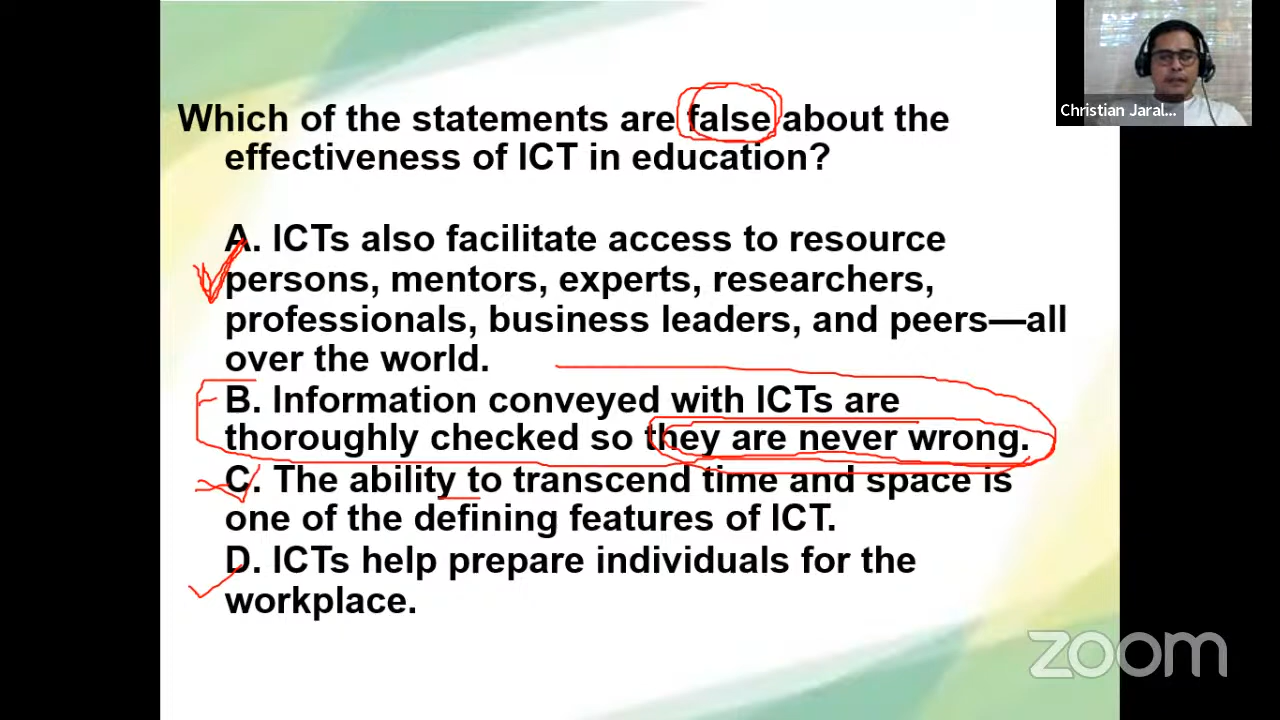 Christian Jaral...
Which of the statements are false about the
effectiveness of ICT in education?
A. ICTs also facilitate access to resource
persons, mentors, experts, researchers,
professionals, business leaders, and peers—all
over the world.
B. Information conveyed with ICTs are
thoroughly checked so they are never wrong.
C. The ability to transcend time and space is
one of the defining features of ICT.
D. ICTs help prepare individuals for the
workplace.
zoom